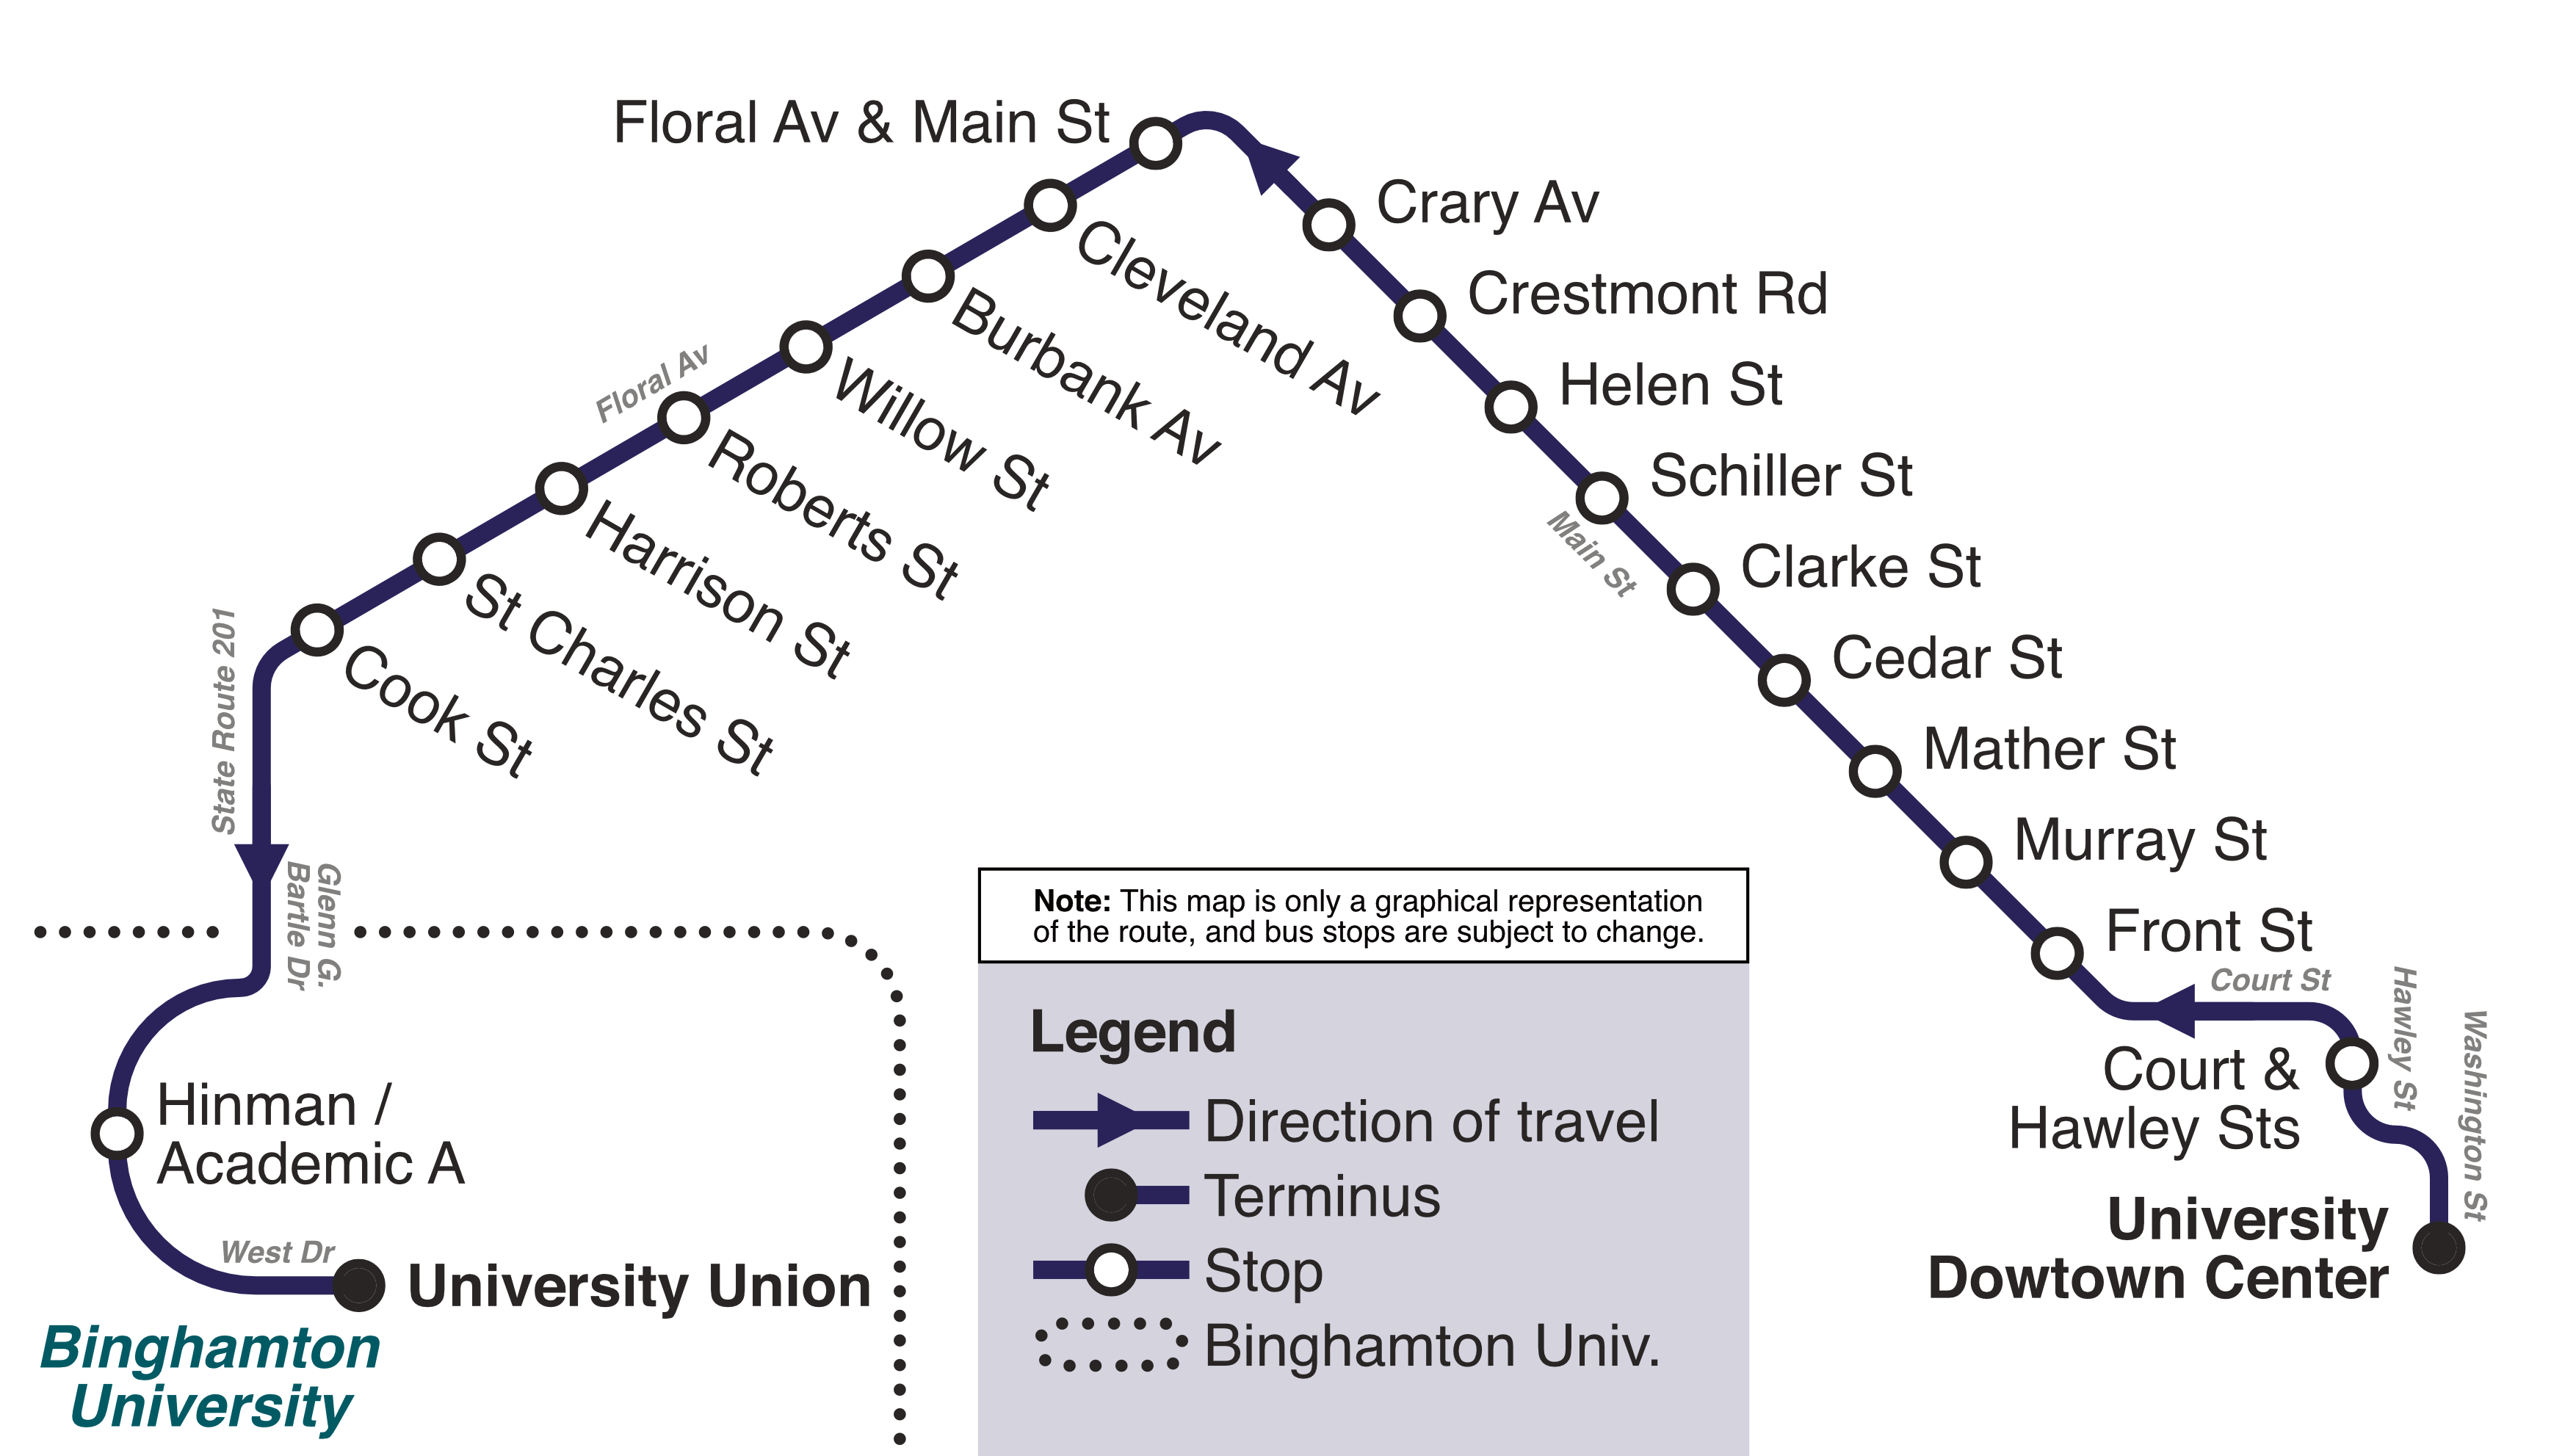 Floral Av & Main St
Crary Av
Crestmont Rd
Helen St
Schiller St
Clarke St
Cedar St
Mather St
Murray St
Front St
Main St
Cleveland Av
Burbank Av
Willow St
Roberts St
Harrison St
St Charles St
Cook St
Floral Av
State Route 201
Glenn G.
Bartle Dr
Court St
Hawley St
Washington St
Court &
Hawley Sts
University
Dowtown Center
Hinman /
Academic A
West Dr
University Union
Binghamton
University
Note: This map is only a graphical representation
of the route, and bus stops are subject to change.
Legend
Direction of travel
Terminus
Stop
Binghamton Univ.